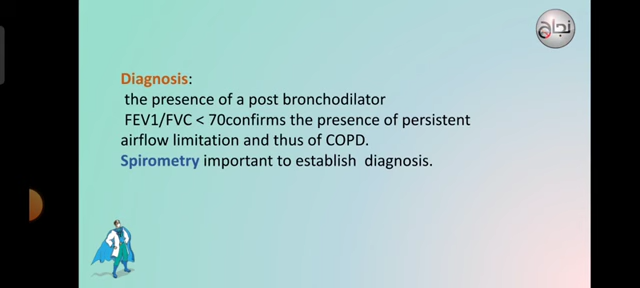 نجاح
Diagnosis:
the presence of a post bronchodilator
FEV1/FVC < 70confirms the presence of persistent
airflow limitation and thus of COPD.
Spirometry important to establish diagnosis.